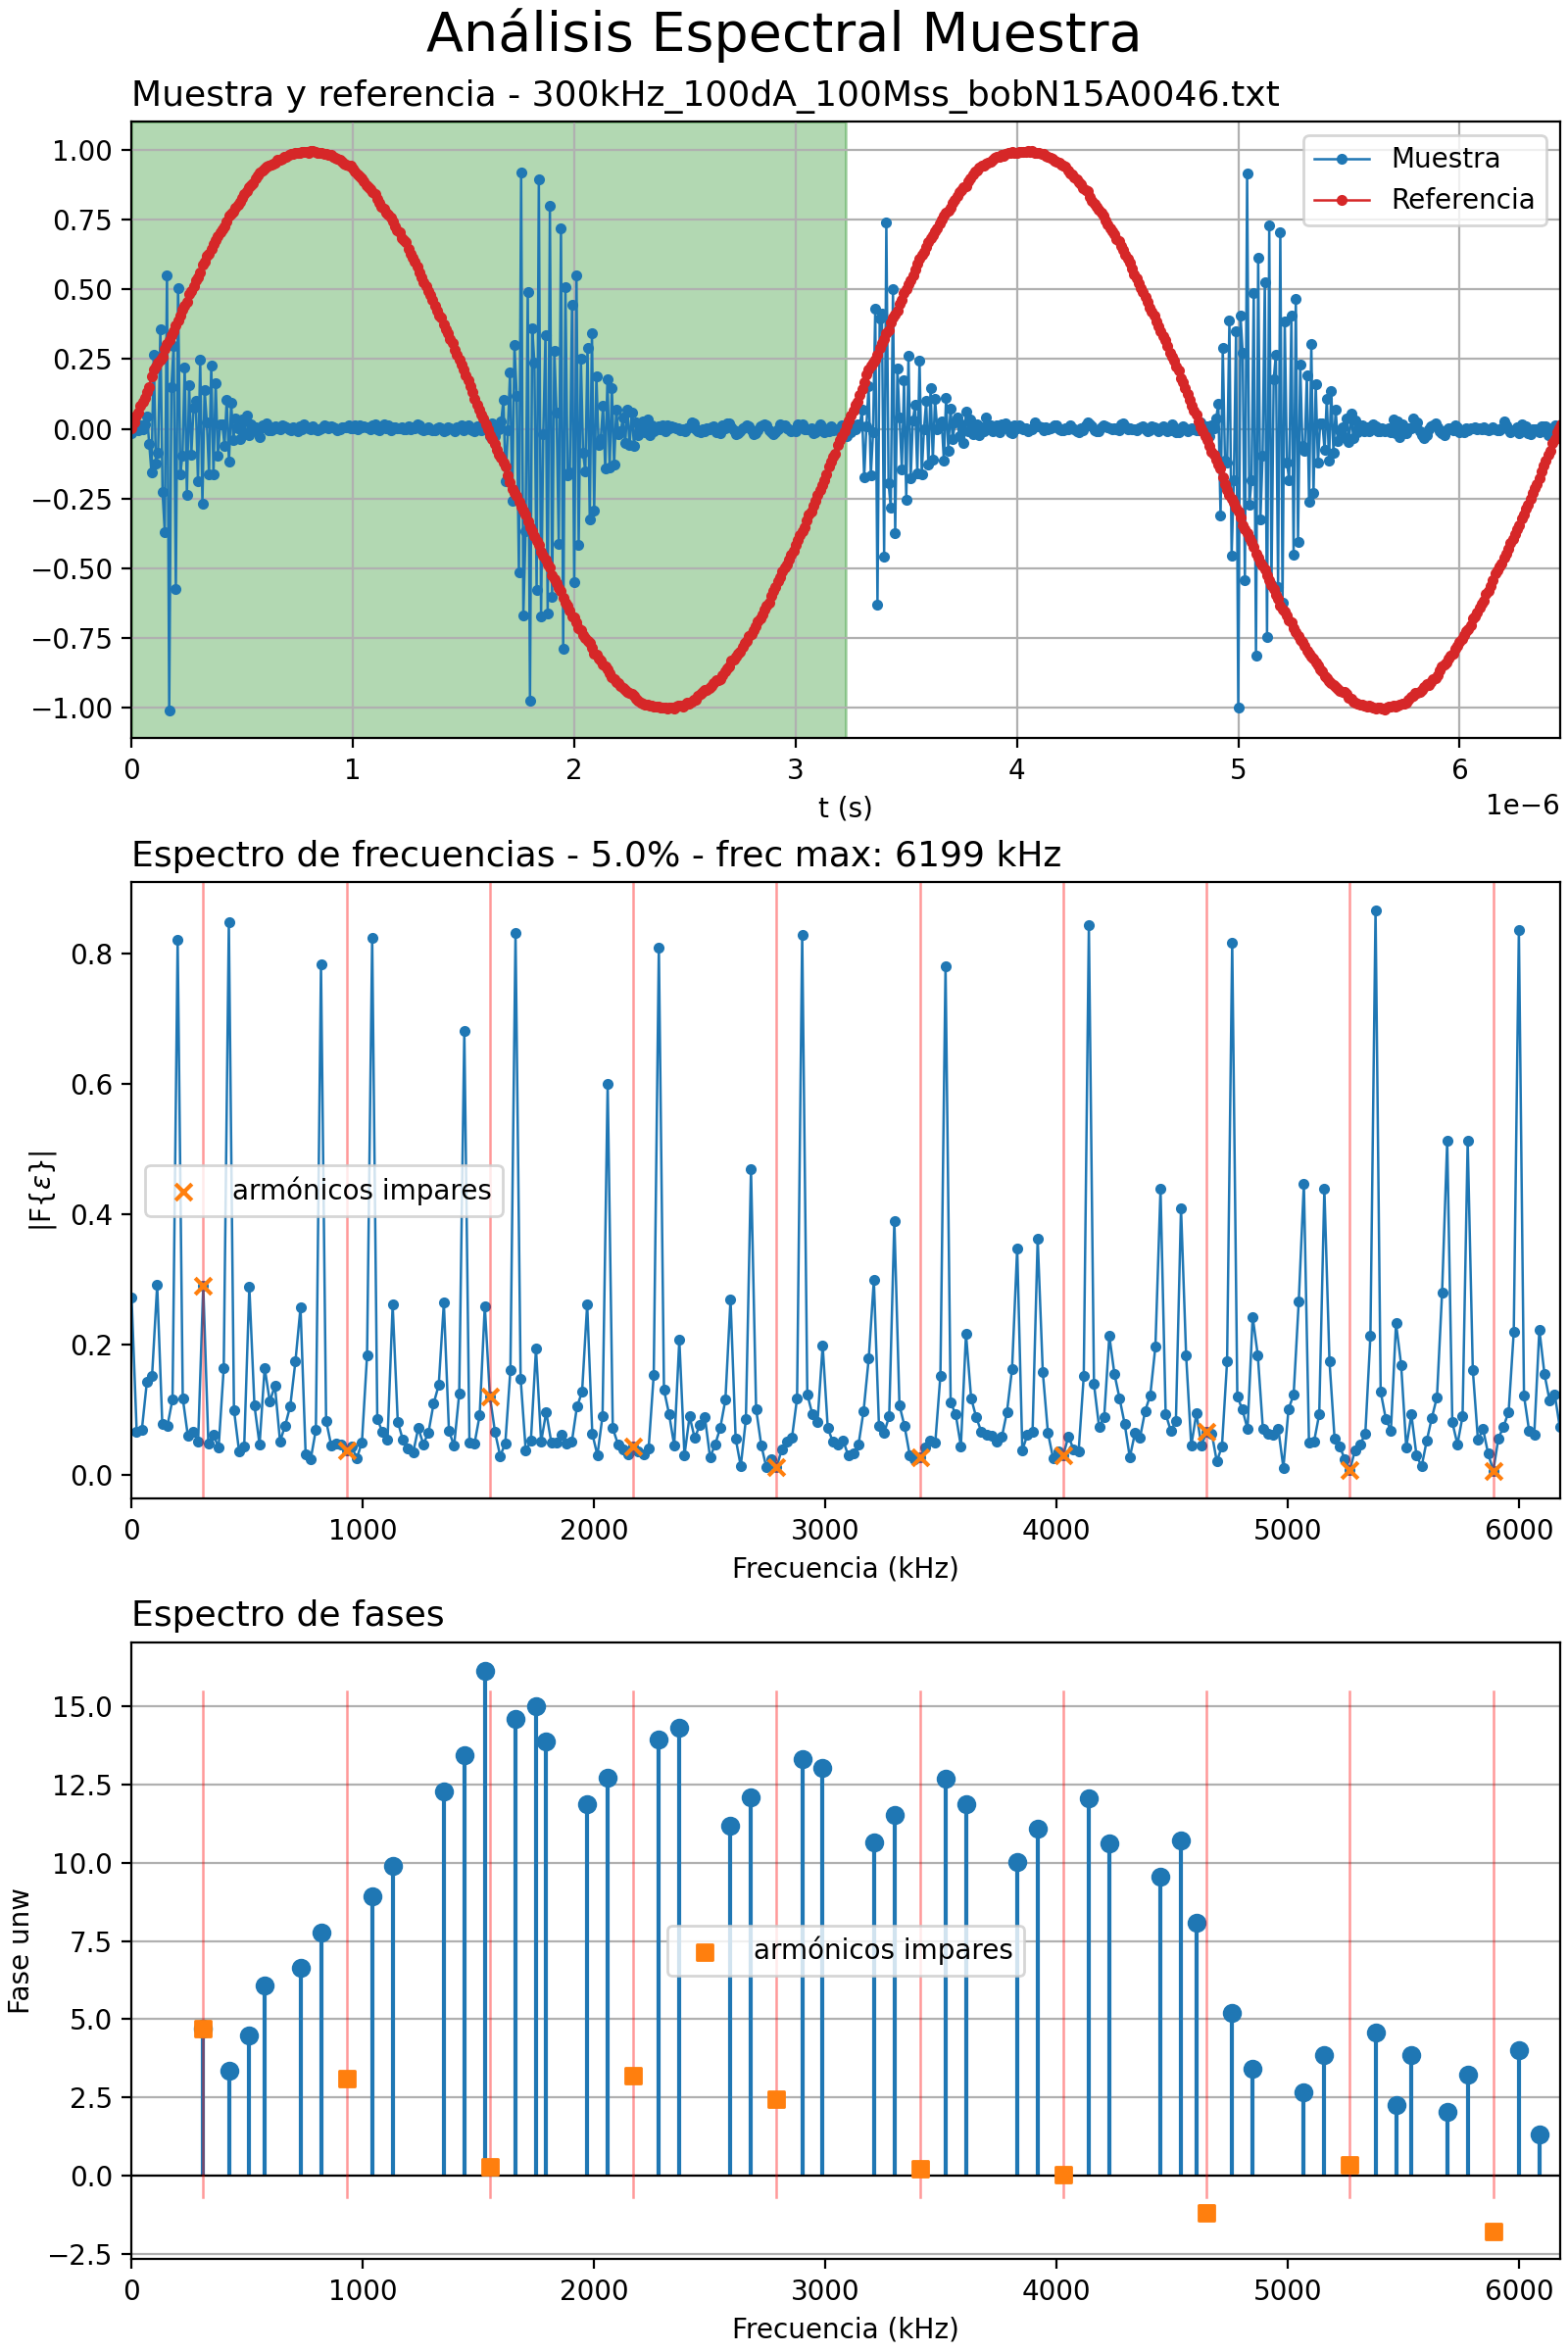 Análisis Espectral Muestra
Muestra y referencia - 300kHz_100dA_100Mss_bobN15A0046.txt
1.00
0.75
0.50
0.25
0.00
−0.25
−0.50
−0.75
−1.00
Muestra
Referencia
0 1 2 3 4 5 6
t (s)
1e−6
Espectro de frecuencias - 5.0% - frec max: 6199 kHz
|F{ε}|
0.8
0.6
0.4
0.2
0.0
armónicos impares
0 1000 2000 3000 4000 5000 6000
Frecuencia (kHz)
Espectro de fases
Fase unw
15.0
12.5
10.0
7.5
5.0
2.5
0.0
−2.5
armónicos impares
0 1000 2000 3000 4000 5000 6000
Frecuencia (kHz)